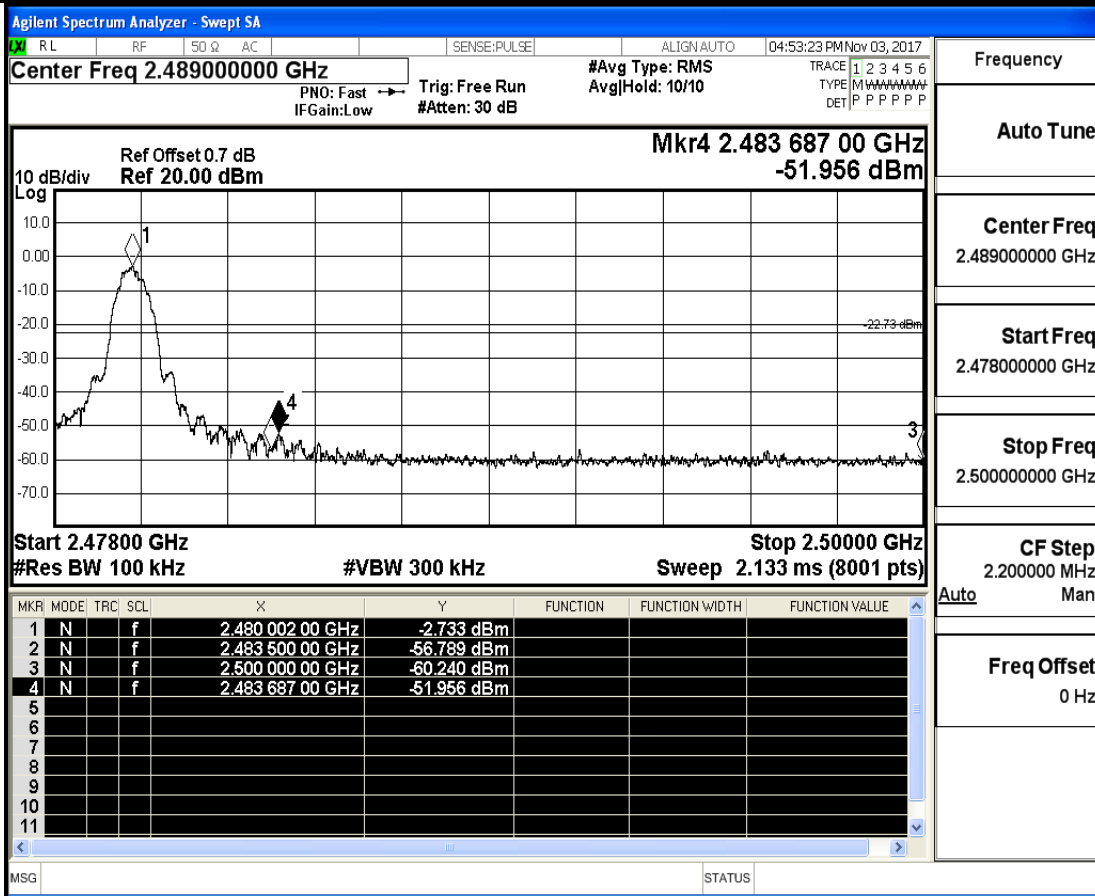 Agilent Spectrum Analyzer - Swept SA
LXI RL RF 50 Ω AC SENSE:PULSE ALIGN AUTO 04:53:23 PM Nov 03, 2017
Center Freq 2.489000000 GHz
PNO: Fast
IFGain:Low
Trig: Free Run
#Atten: 30 dB
#Avg Type: RMS
Avg|Hold: 10/10
TRACE 1 2 3 4 5 6
TYPE M WWWWW
DET P P P P P P
Mkr4 2.483 687 00 GHz
-51.956 dBm
Ref Offset 0.7 dB
10 dB/div Ref 20.00 dBm
Log
10.0
0.00
-10.0
-20.0
-30.0
-40.0
-50.0
-60.0
-70.0
1
4
3
-22.73 dBm
Start 2.47800 GHz Stop 2.50000 GHz
#Res BW 100 kHz #VBW 300 kHz Sweep 2.133 ms (8001 pts)
MKR MODE TRC SCL X Y FUNCTION FUNCTION WIDTH FUNCTION VALUE
1 N f 2.480 002 00 GHz -2.733 dBm
2 N f 2.483 500 00 GHz -56.789 dBm
3 N f 2.500 000 00 GHz -60.240 dBm
4 N f 2.483 687 00 GHz -51.956 dBm
5
6
7
8
9
10
11
MSG STATUS
Frequency
Auto Tune
Center Freq
2.489000000 GHz
Start Freq
2.478000000 GHz
Stop Freq
2.500000000 GHz
CF Step
2.200000 MHz
Auto Man
Freq Offset
0 Hz